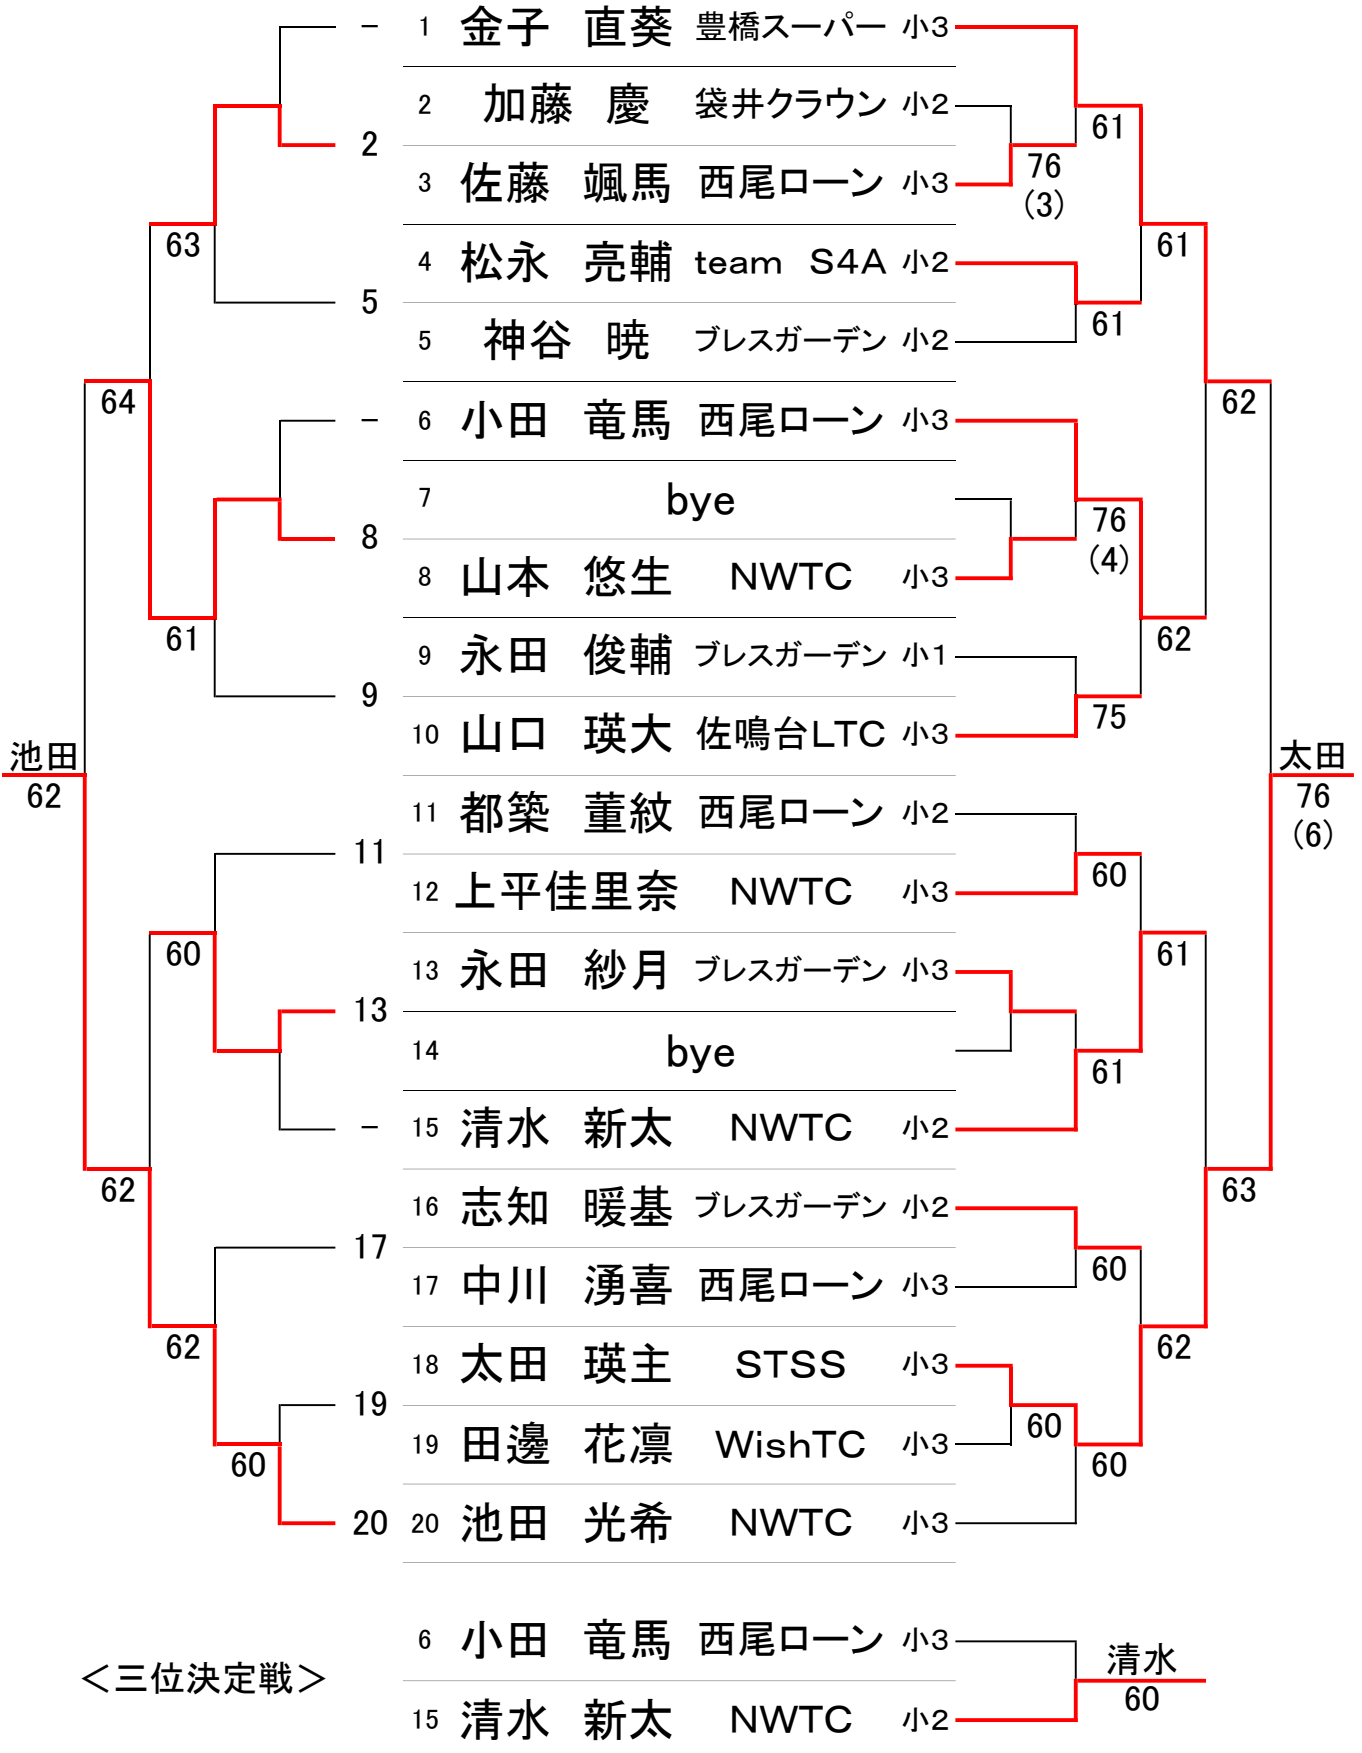 － 1 金子 直葵 豊橋スーパー 小3
2 加藤 慶 袋井クラウン 小2
61
2
76
(3)
3 佐藤 颯馬 西尾ローン 小3
63
61
4 松永 亮輔 team S4A 小2
5
61
5 神谷 暁 ブレスガーデン 小2
64
62
－ 6 小田 竜馬 西尾ローン 小3
7 bye
76
(4)
8
8 山本 悠生 NWTC 小3
61
62
9 永田 俊輔 ブレスガーデン 小1
9
75
10 山口 瑛大 佐鳴台LTC 小3
池田
62
太田
76
(6)
11 都築 董紋 西尾ローン 小2
11
60
12 上平佳里奈 NWTC 小3
60
61
13 永田 紗月 ブレスガーデン 小3
13
14 bye
61
－ 15 清水 新太 NWTC 小2
62
63
16 志知 暖基 ブレスガーデン 小2
17
60
17 中川 湧喜 西尾ローン 小3
62
62
18 太田 瑛主 STSS 小3
19
60
19 田邊 花凛 WishTC 小3
60
60
20 20 池田 光希 NWTC 小3
＜三位決定戦＞
6 小田 竜馬 西尾ローン 小3
清水
60
15 清水 新太 NWTC 小2